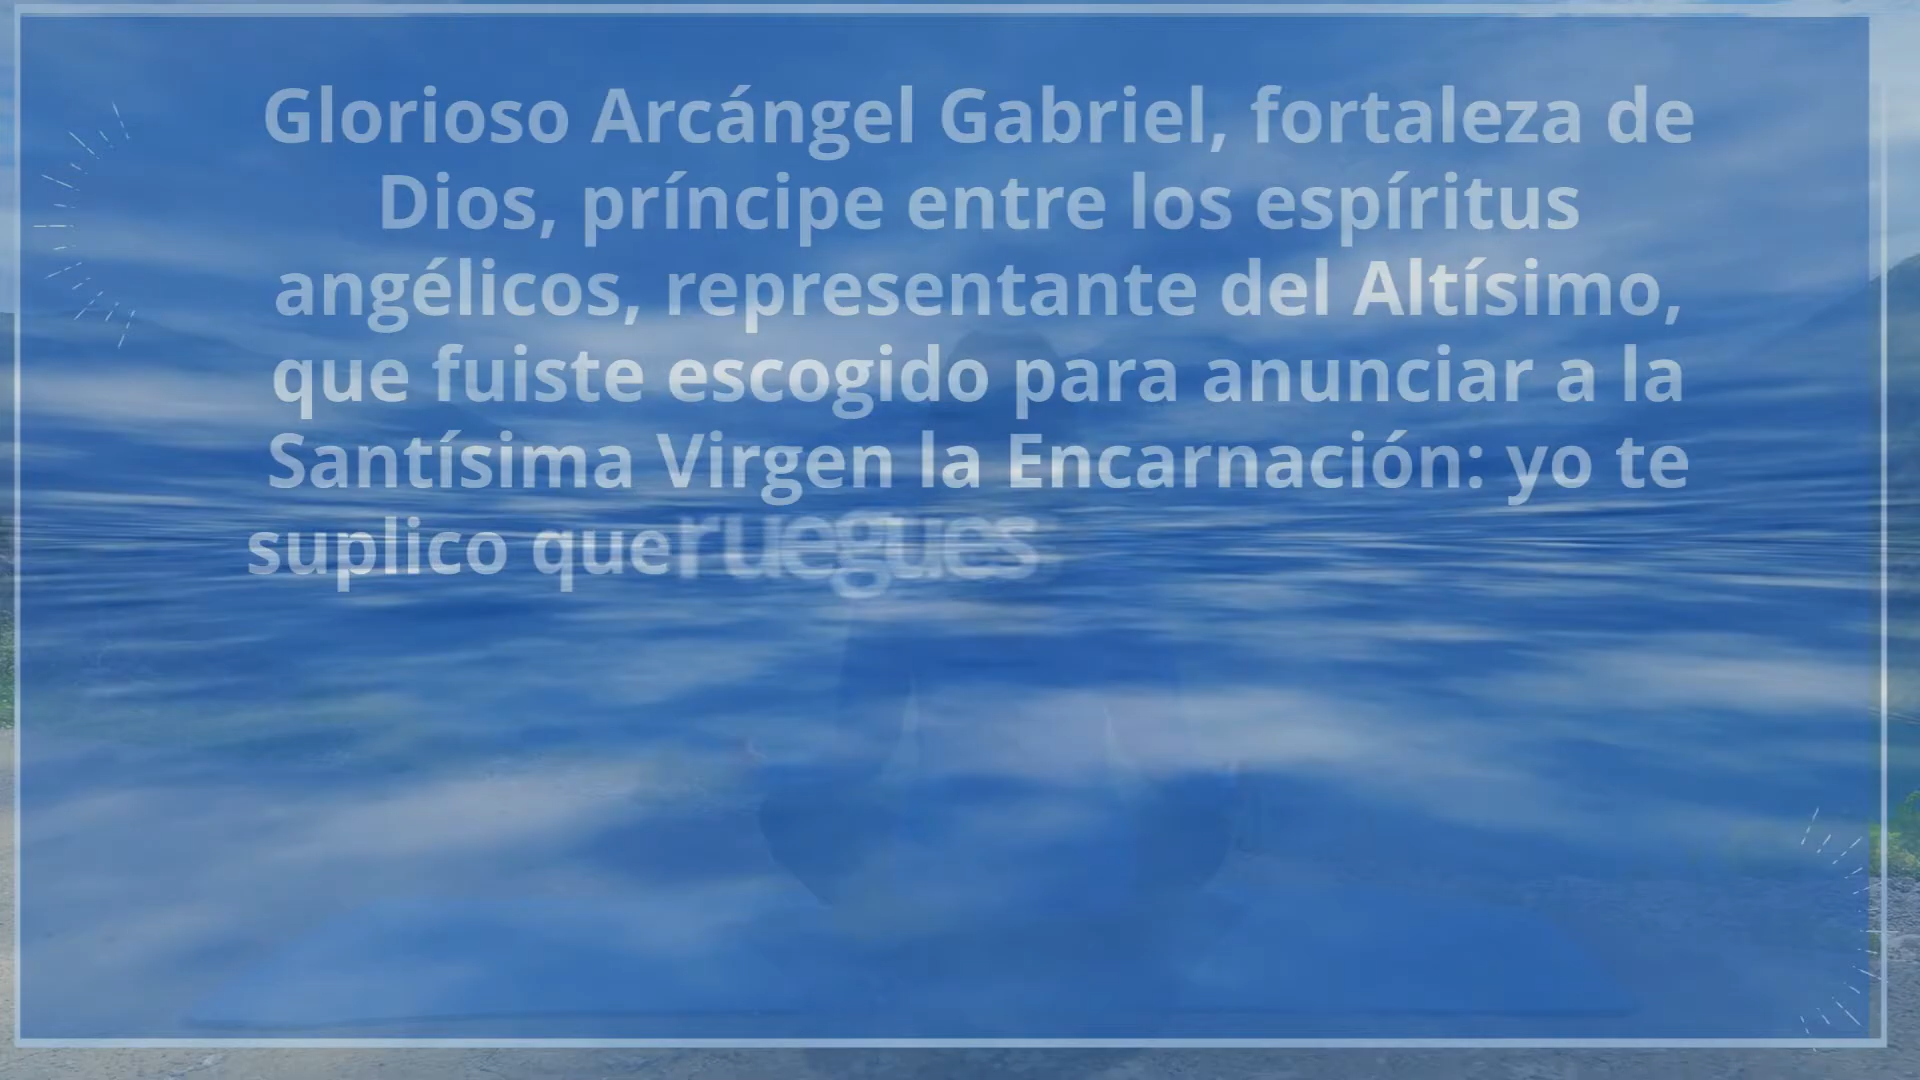 Glorioso Arcángel Gabriel, fortaleza de
Dios, príncipe entre los espíritus
angélicos, representante del Altísimo,
que fuiste escogido para anunciar a la
Santísima Virgen la Encarnación: yo te
suplico que ruegues